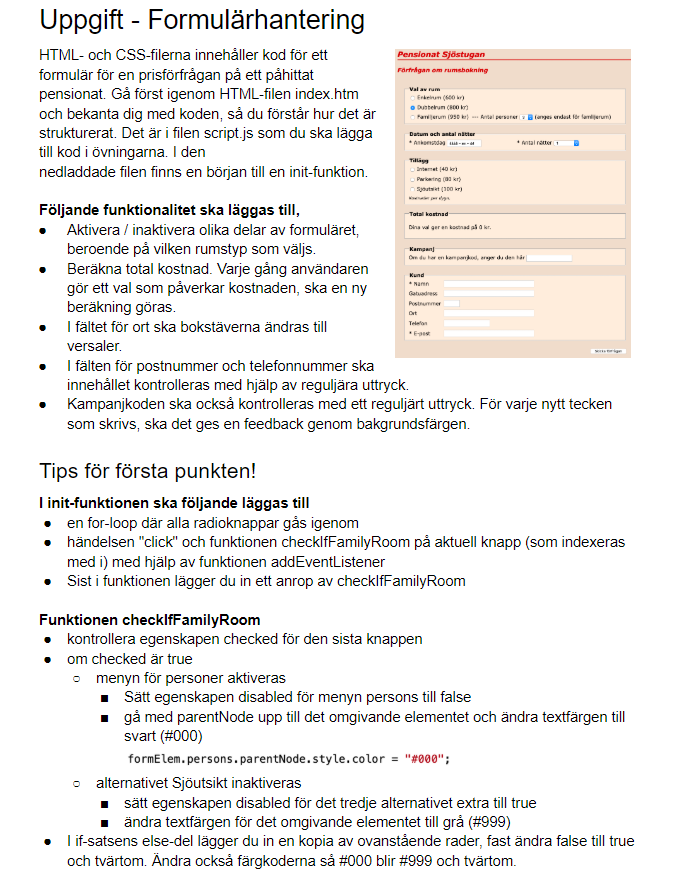 Uppgift - Formulärhantering
HTML- och CSS-filerna innehåller kod för ett
formulär för en prisförfrågan på ett påhittat
pensionat. Gå först igenom HTML-filen index.htm
och bekanta dig med koden, så du förstår hur det är
strukturerat. Det är i filen script.js som du ska lägga
till kod i övningarna. I den
nedladdade filen finns en början till en init-funktion.
Följande funktionalitet ska läggas till,
● Aktivera / inaktivera olika delar av formuläret,
beroende på vilken rumstyp som väljs.
● Beräkna total kostnad. Varje gång användaren
gör ett val som påverkar kostnaden, ska en ny
beräkning göras.
● I fältet för ort ska bokstäverna ändras till
versaler.
● I fälten för postnummer och telefonnummer ska
innehållet kontrolleras med hjälp av reguljära uttryck.
● Kampanjkoden ska också kontrolleras med ett reguljärt uttryck. För varje nytt tecken
som skrivs, ska det ges en feedback genom bakgrundsfärgen.
Pensionat Sjöstugan
Förfrågan om rumsbokning
Val av rum
Enkelrum (600 kr)
Dubbelrum (800 kr)
Familjerum (950 kr) --- Antal personer (anges endast för familjerum)
Datum och antal nätter
* Ankomstdag * Antal nätter 1
Tillägg
Internet (40 kr)
Parkering (80 kr)
Sjöutsikt (100 kr)
Kostnader per dygn.
Total kostnad
Dina val ger en kostnad på 0 kr.
Kampanj
Om du har en kampanjkod, anger du den här
Kund
* Namn
Gatuadress
Postnummer
Ort
Telefon
* E-post
Skicka förfrågan
Tips för första punkten!
I init-funktionen ska följande läggas till
● en for-loop där alla radioknappar gås igenom
● händelsen "click" och funktionen checkIfFamilyRoom på aktuell knapp (som indexeras
med i) med hjälp av funktionen addEventListener
● Sist i funktionen lägger du in ett anrop av checkIfFamilyRoom
Funktionen checkIfFamilyRoom
● kontrollera egenskapen checked för den sista knappen
● om checked är true
○ menyn för personer aktiveras
■ Sätt egenskapen disabled för menyn persons till false
■ gå med parentNode upp till det omgivande elementet och ändra textfärgen till
svart (#000)
formElem.persons.parentNode.style.color = "#000";
○ alternativet Sjöutsikt inaktiveras
■ sätt egenskapen disabled för det tredje alternativet extra till true
■ ändra textfärgen för det omgivande elementet till grå (#999)
● I if-satsens else-del lägger du in en kopia av ovanstående rader, fast ändra false till true
och tvärtom. Ändra också färgkoderna så #000 blir #999 och tvärtom.